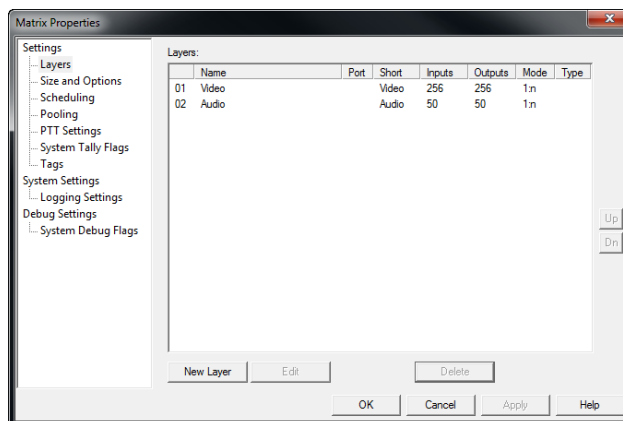 Matrix Properties
Settings
Layers
Size and Options
Scheduling
Pooling
PTT Settings
System Tally Flags
Tags
System Settings
Logging Settings
Debug Settings
System Debug Flags
Layers:
Name Port Short Inputs Outputs Mode Type
01 Video Video 256 256 1:n
02 Audio Audio 50 50 1:n
Up
Dn
New Layer Edit Delete
OK Cancel Apply Help